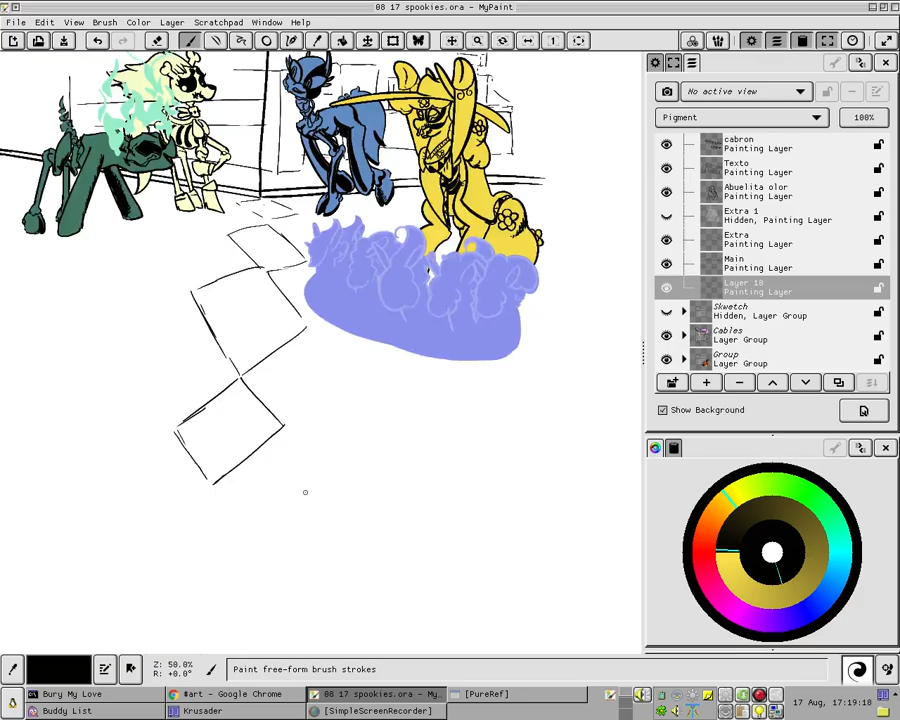 08 17 spookies.ora - MyPaint
File Edit View Brush Color Layer Scratchpad Window Help
No active view
Pigment 100%
cabron
Painting Layer
Texto
Painting Layer
Abuelita olor
Painting Layer
Extra 1
Hidden, Painting Layer
Extra
Painting Layer
Main
Painting Layer
Layer 18
Painting Layer
Skwetch
Hidden, Layer Group
Cables
Layer Group
Group
Layer Group
Show Background
Z: 50.0%
R: +0.0°
Paint free-form brush strokes
Bury My Love
#art - Google Chrome
08 17 spookies.ora - My...
[PureRef]
Buddy List
Krusader
[SimpleScreenRecorder]
17 Aug, 17:19:18